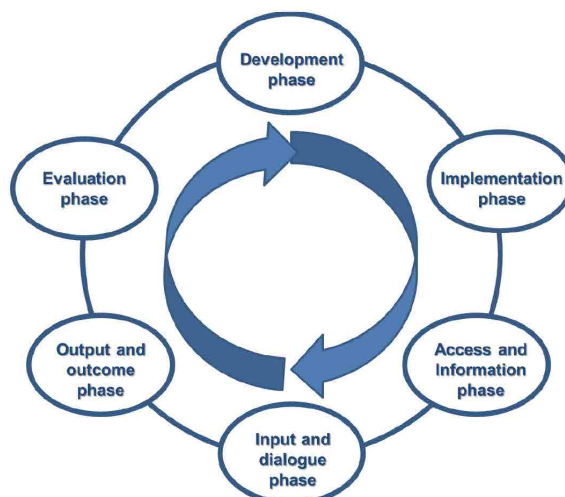 Development
phase
Implementation
phase
Access and
Information
phase
Input and
dialogue
phase
Output and
outcome
phase
Evaluation
phase